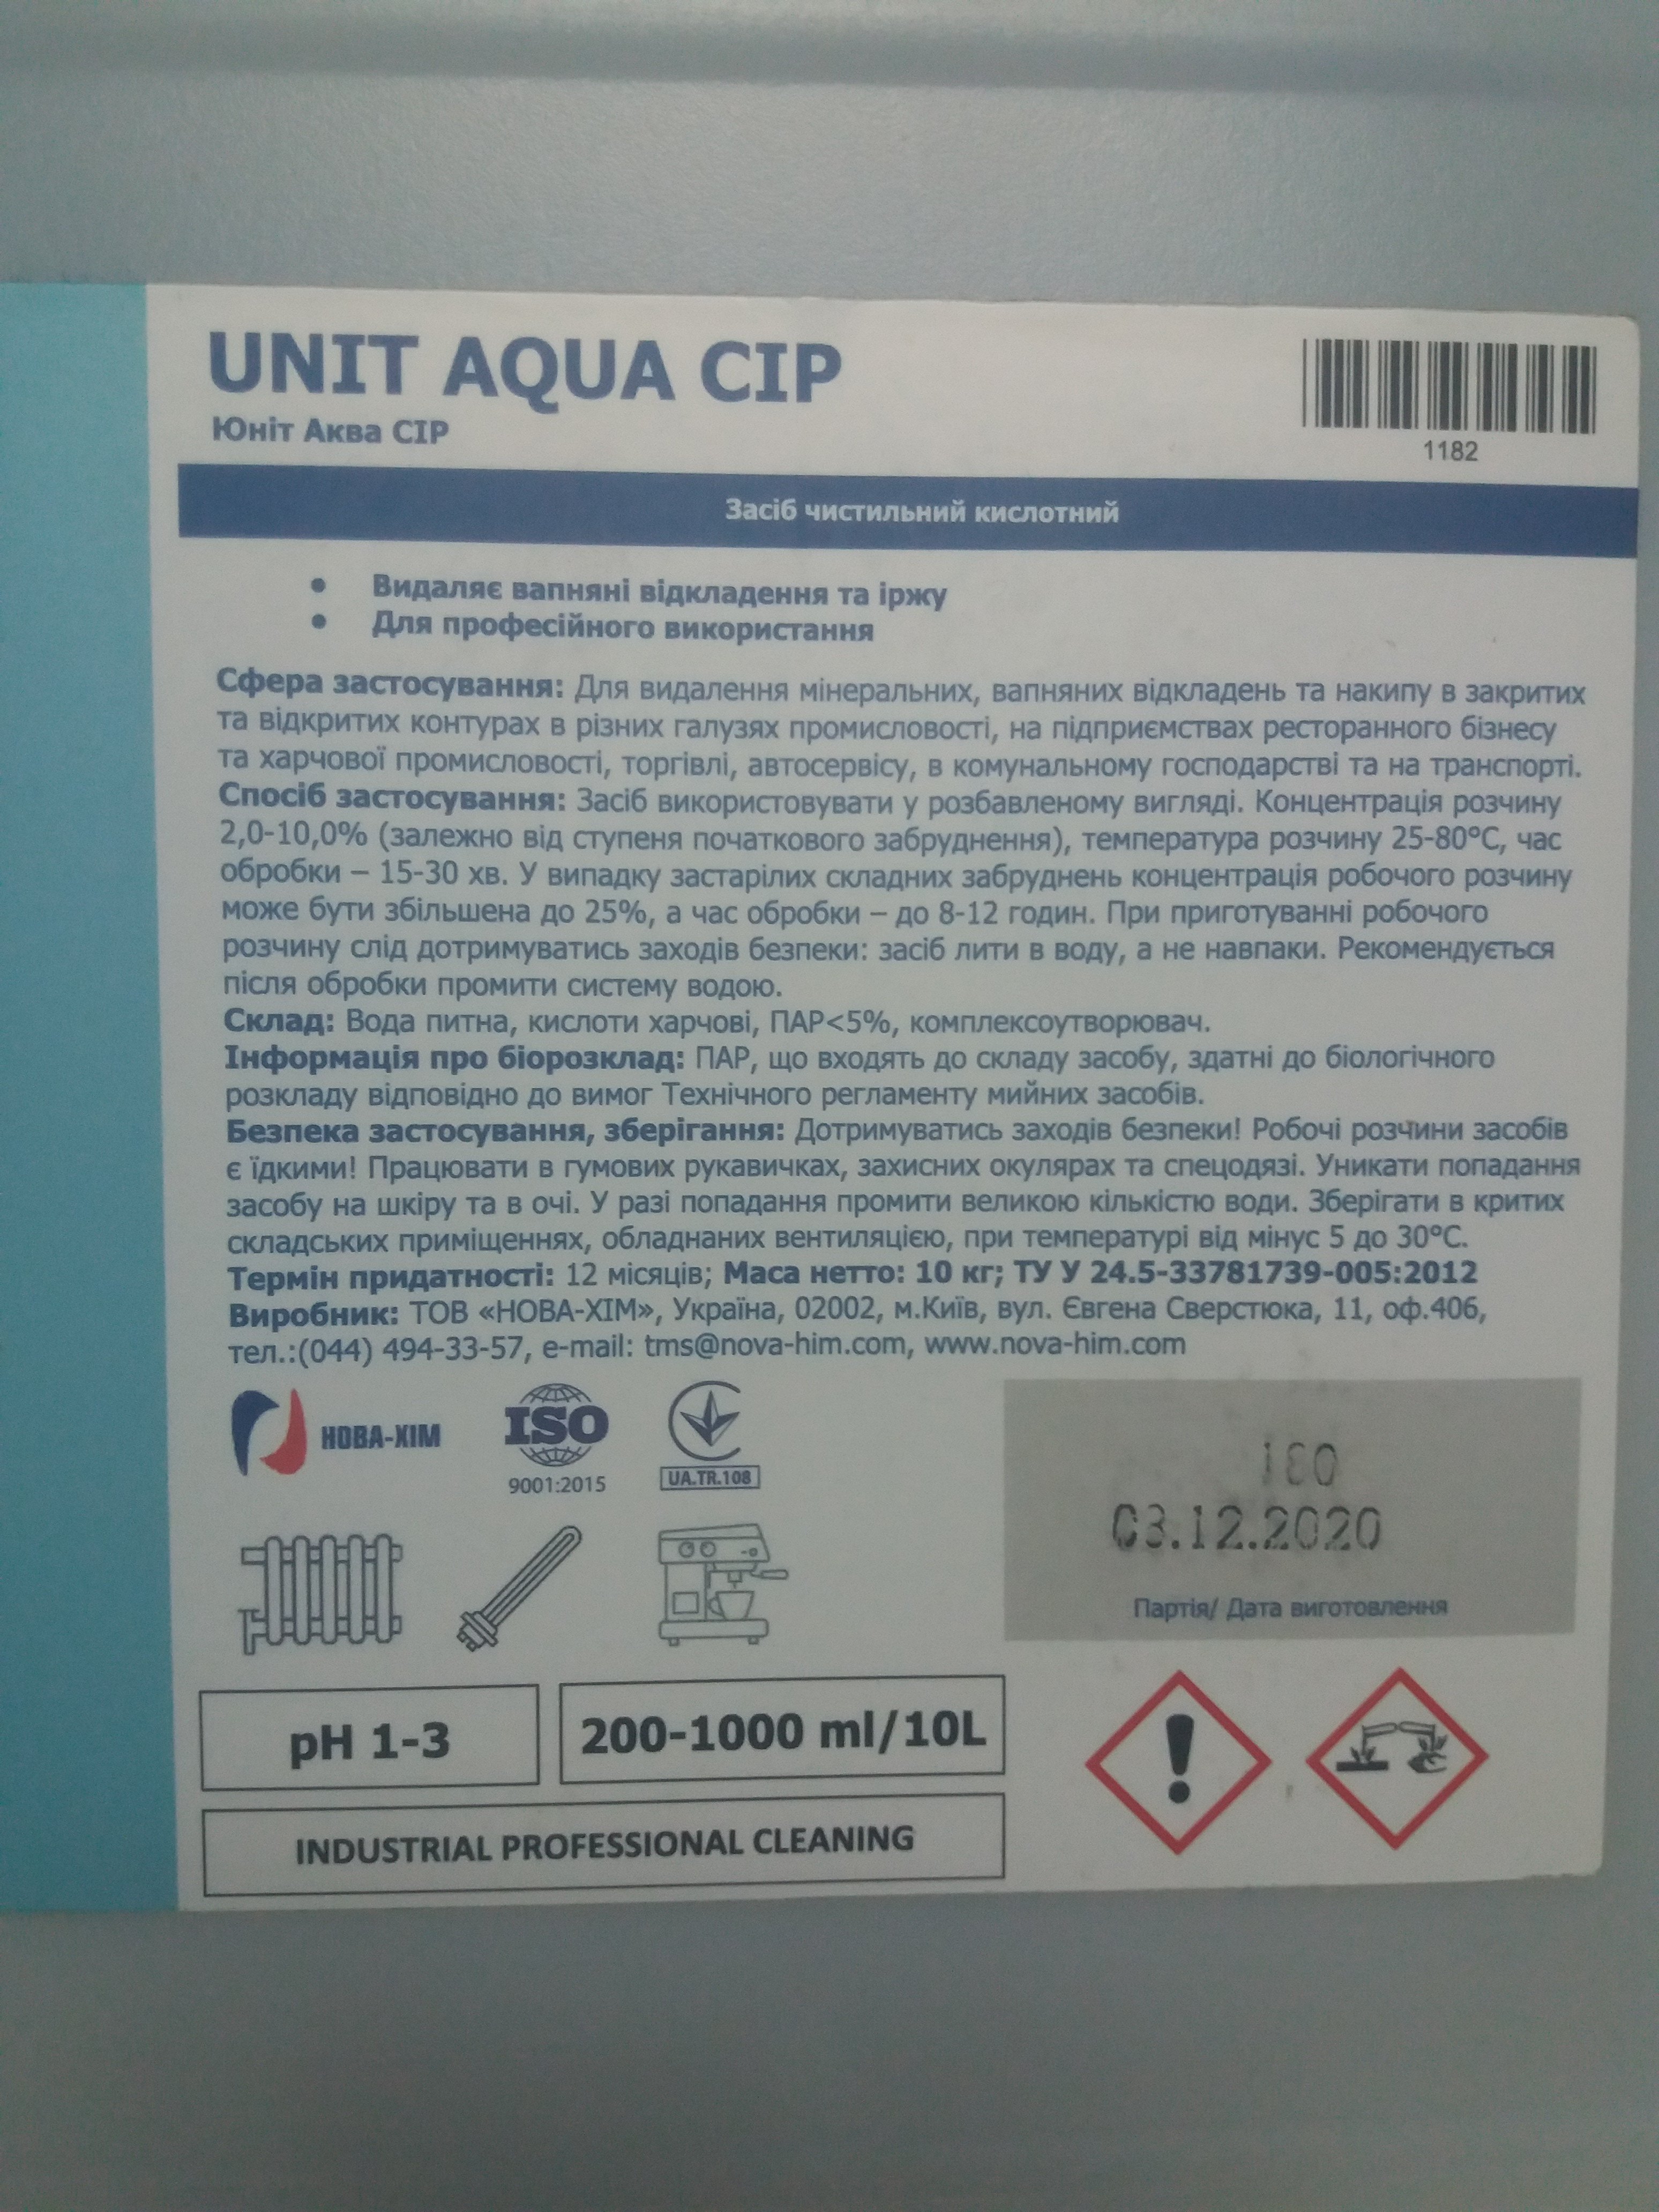 UNIT AQUA CIP
Юніт Аква СІР
1182
Засіб чистильний кислотний
• Видаляє вапняні відкладення та іржу
• Для професійного використання
Сфера застосування: Для видалення мінеральних, вапняних відкладень та накипу в закритих
та відкритих контурах в різних галузях промисловості, на підприємствах ресторанного бізнесу
та харчової промисловості, торгівлі, автосервісу, в комунальному господарстві та на транспорті.
Спосіб застосування: Засіб використовувати у розбавленому вигляді. Концентрація розчину
2,0-10,0% (залежно від ступеня початкового забруднення), температура розчину 25-80°C, час
обробки – 15-30 хв. У випадку застарілих складних забруднень концентрація робочого розчину
може бути збільшена до 25%, а час обробки – до 8-12 годин. При приготуванні робочого
розчину слід дотримуватись заходів безпеки: засіб лити в воду, а не навпаки. Рекомендується
після обробки промити систему водою.
Склад: Вода питна, кислоти харчові, ПАР<5%, комплексоутворювач.
Інформація про біорозклад: ПАР, що входять до складу засобу, здатні до біологічного
розкладу відповідно до вимог Технічного регламенту мийних засобів.
Безпека застосування, зберігання: Дотримуватись заходів безпеки! Робочі розчини засобів
є їдкими! Працювати в гумових рукавичках, захисних окулярах та спецодязі. Уникати попадання
засобу на шкіру та в очі. У разі попадання промити великою кількістю води. Зберігати в критих
складських приміщеннях, обладнаних вентиляцією, при температурі від мінус 5 до 30°C.
Термін придатності: 12 місяців; Маса нетто: 10 кг; ТУ У 24.5-33781739-005:2012
Виробник: ТОВ «НОВА-ХІМ», Україна, 02002, м.Київ, вул. Євгена Сверстюка, 11, оф.406,
тел.:(044) 494-33-57, e-mail: tms@nova-him.com, www.nova-him.com
НОВА-ХІМ
ISO
9001:2015
UA.TR.108
03.12.2020
Партія/ Дата виготовлення
pH 1-3
200-1000 ml/10L
INDUSTRIAL PROFESSIONAL CLEANING